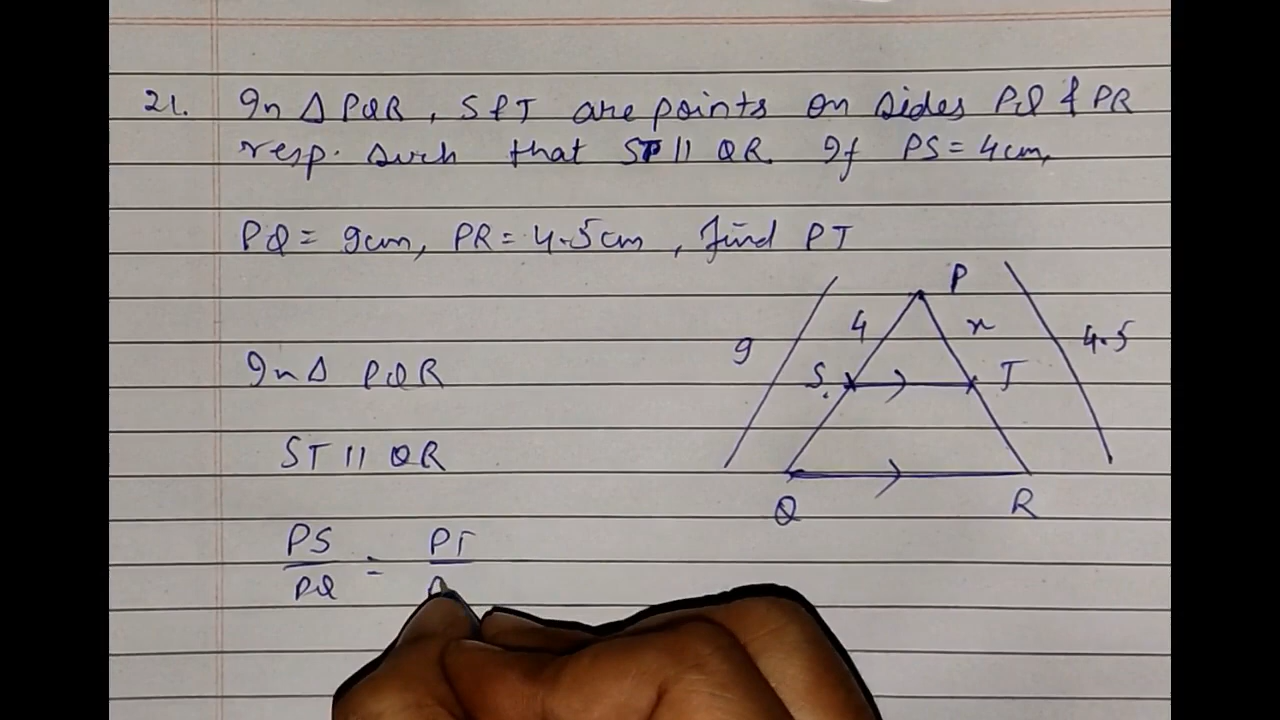 21. In Δ PQR, S & T are points on sides PQ & PR
resp. such that ST || QR. If PS = 4cm,
PQ = 9cm, PR = 4.5cm, find PT
P
4
x
9
4.5
S.
T
In Δ PQR
ST || QR
Q
R
PS/PQ = PT/P